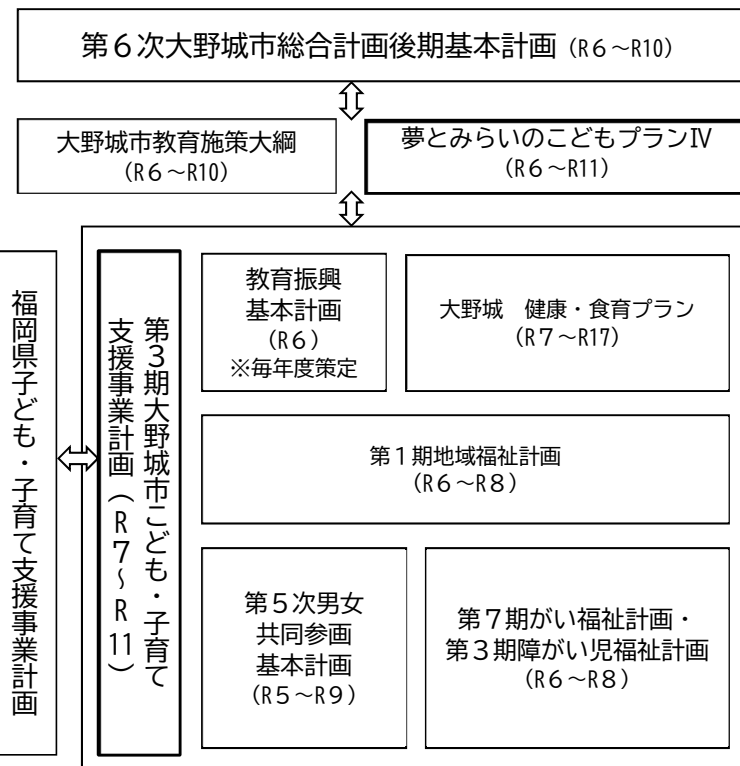 第６次大野城市総合計画後期基本計画（R６～R10）
大野城市教育施策大綱
（R６～R10）
夢とみらいのこどもプランⅣ
（R６～R11）
福岡県子ども・子育て支援事業計画
第３期大野城市こども・子育て
支援事業計画（R７～R11）
教育振興
基本計画
（R６）
※毎年度策定
大野城　健康・食育プラン
（R７～R17）
第１期地域福祉計画
（R６～R８）
第５次男女
共同参画
基本計画
（R５～R９）
第７期がい福祉計画・
第３期障がい児福祉計画
（R６～R８）